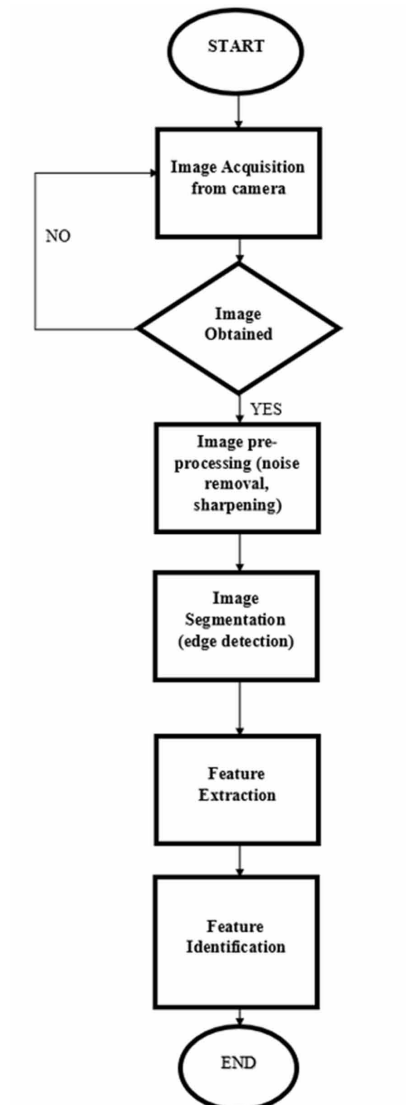 START
Image Acquisition
from camera
NO
Image
Obtained
YES
Image pre-
processing (noise
removal,
sharpening)
Image
Segmentation
(edge detection)
Feature
Extraction
Feature
Identification
END